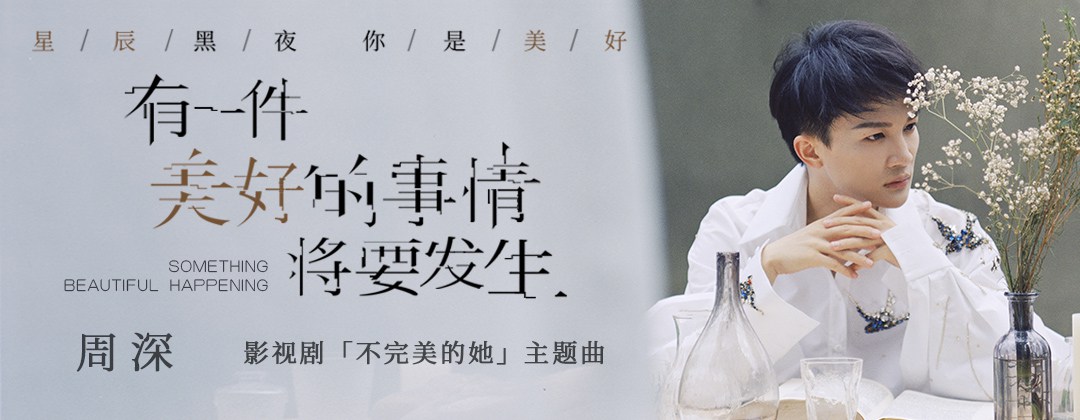 星/辰/黑/夜 你/是/美/好
有一件
美好的事情
将要发生
SOMETHING
BEAUTIFUL HAPPENING
周深
影视剧「不完美的她」主题曲